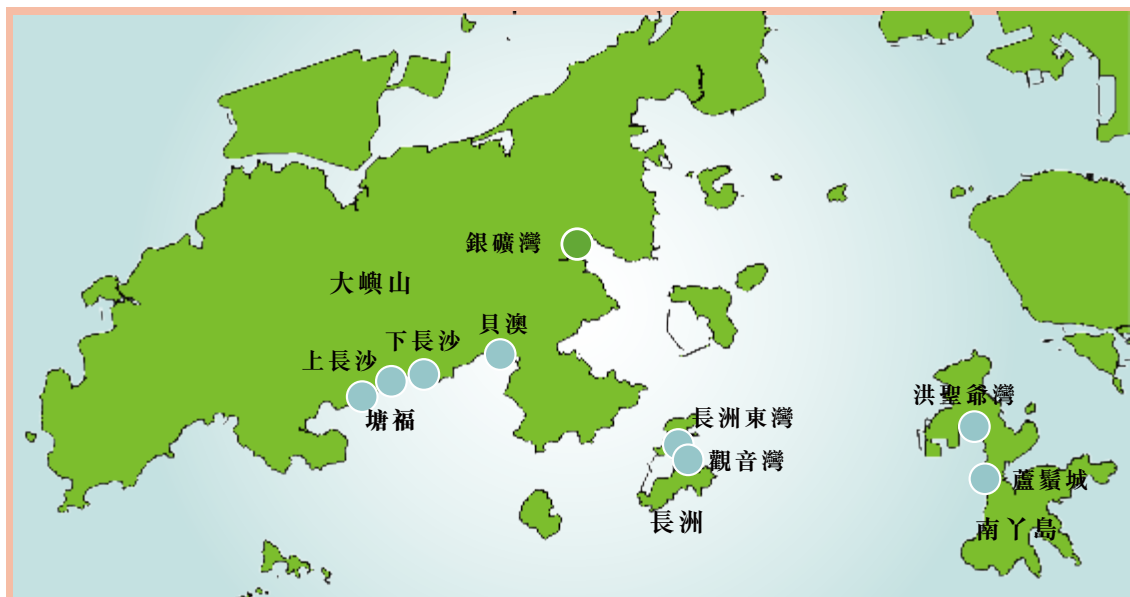 銀礦灣
大嶼山
貝澳
下長沙
上長沙
塘福
洪聖爺灣
長洲東灣
觀音灣
蘆鬚城
長洲
南丫島